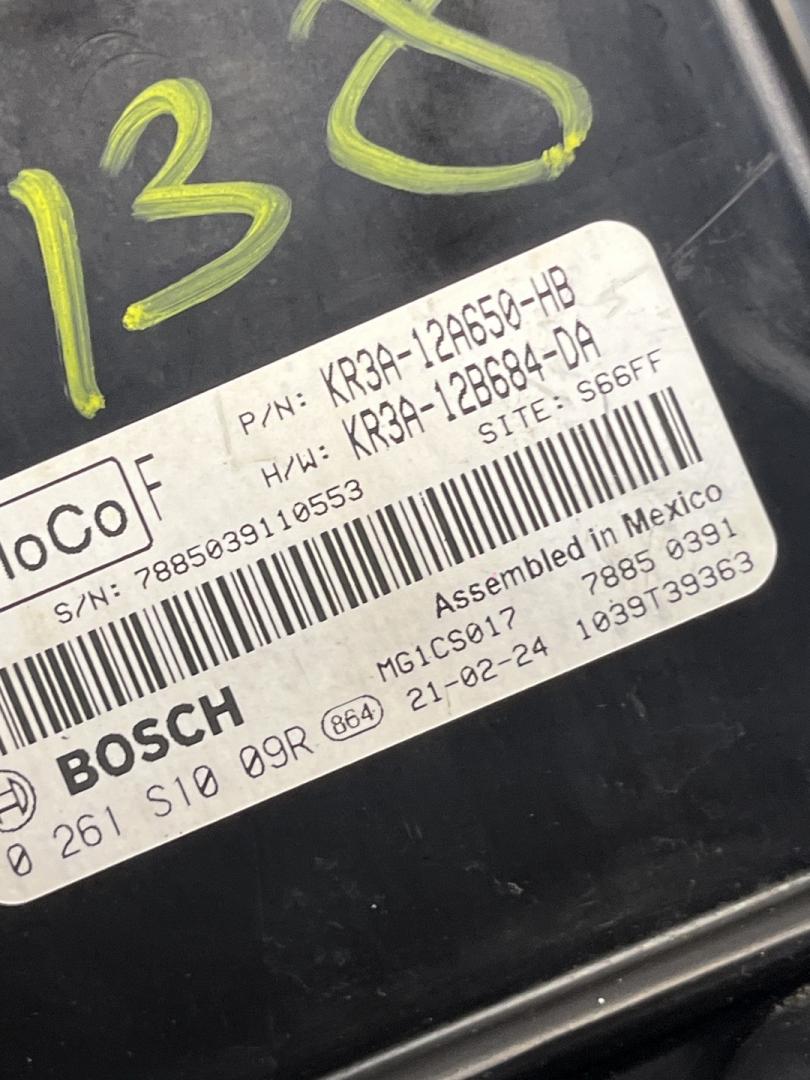 138
P/N: KR3A-12A650-HB
H/W: KR3A-12B684-DA
F
SITE: S66FF
S/N: 7885039110553
Assembled in Mexico
MG1CS017 7885 0391
BOSCH 864 21-02-24 1039T39363
0 261 S10 09R